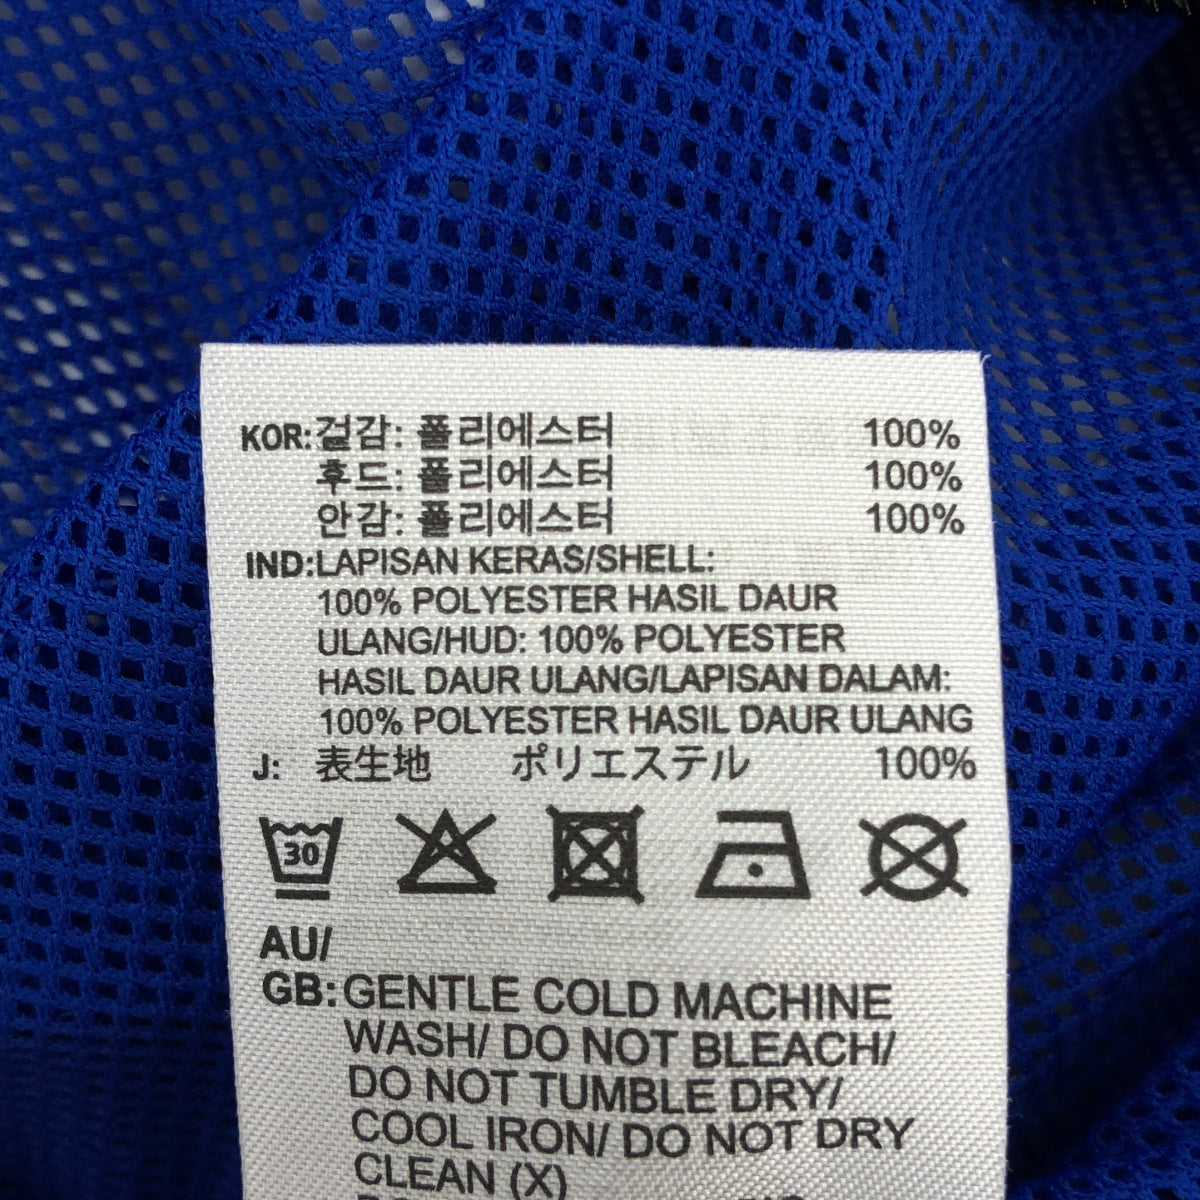 KOR:겉감: 폴리에스터 100%
후드: 폴리에스터 100%
안감: 폴리에스터 100%
IND:LAPISAN KERAS/SHELL:
100% POLYESTER HASIL DAUR
ULANG/HUD: 100% POLYESTER
HASIL DAUR ULANG/LAPISAN DALAM:
100% POLYESTER HASIL DAUR ULANG
J: 表生地 ポリエステル 100%
30
AU/
GB:GENTLE COLD MACHINE
WASH/ DO NOT BLEACH/
DO NOT TUMBLE DRY/
COOL IRON/ DO NOT DRY
CLEAN (X)